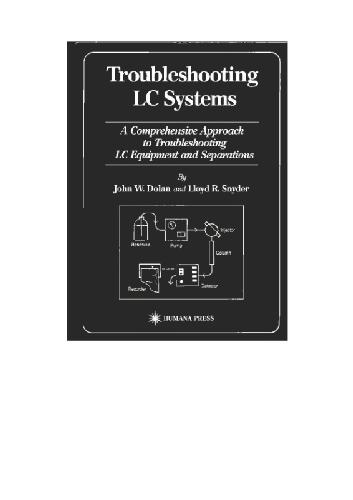 Troubleshooting
LC Systems
A Comprehensive Approach
to Troubleshooting
LC Equipment and Separations
By
John W. Dolan and Lloyd R. Snyder
Reservoir
Pump
Injector
Column
Detector
Recorder
HUMANA PRESS